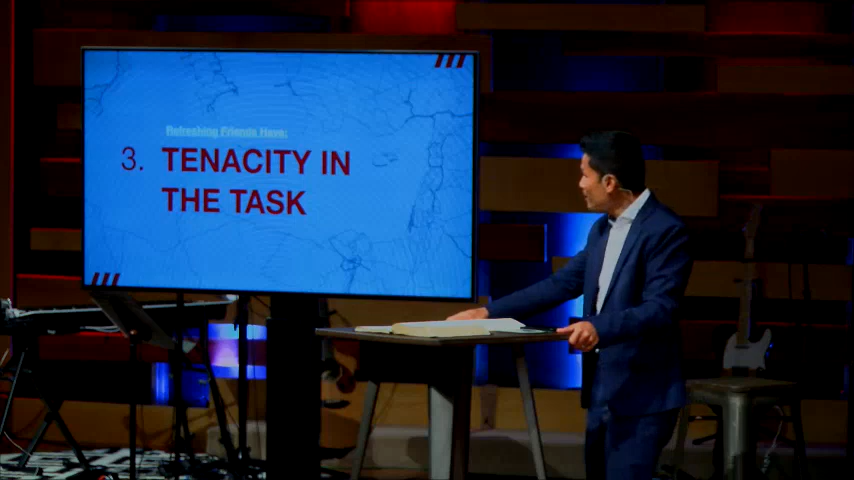 Refreshing Friends Have:
3. TENACITY IN
THE TASK